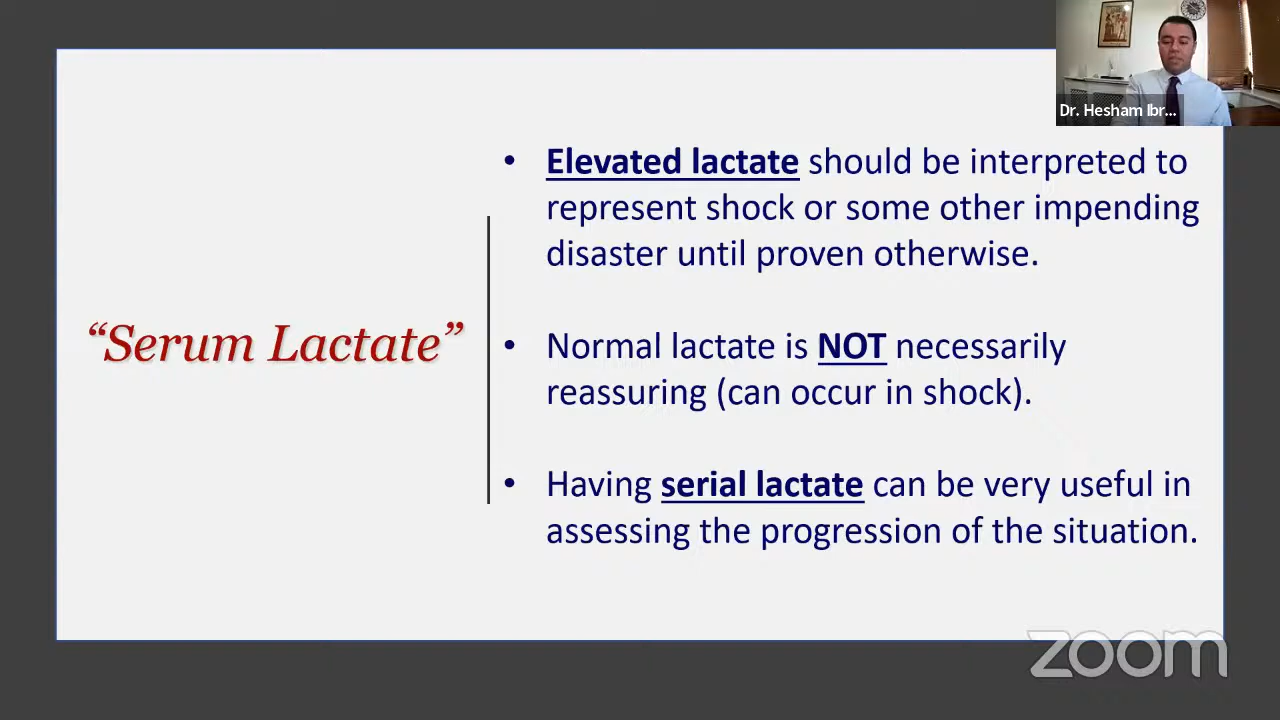 Dr. Hesham Ibr...
“Serum Lactate”
• Elevated lactate should be interpreted to
represent shock or some other impending
disaster until proven otherwise.
• Normal lactate is NOT necessarily
reassuring (can occur in shock).
• Having serial lactate can be very useful in
assessing the progression of the situation.
zoom